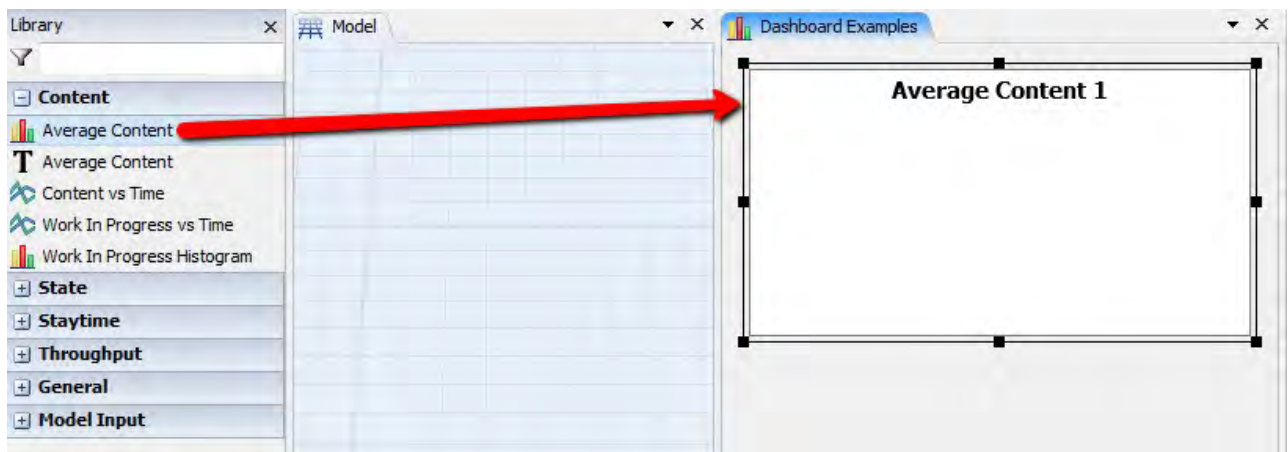 Library
Model
Dashboard Examples
Content
Average Content
T Average Content
Content vs Time
Work In Progress vs Time
Work In Progress Histogram
State
Staytime
Throughput
General
Model Input
Average Content 1